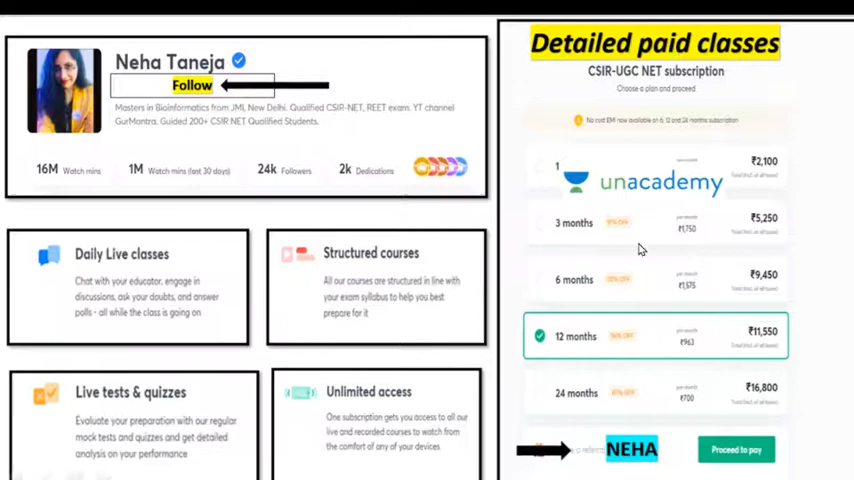 Neha Taneja
Follow
Masters in Bioinformatics from JMI, New Delhi. Qualified CSIR-NET, REET exam. YT channel
GurMantra. Guided 200+ CSIR NET Qualified Students.
16M Watch mins
1M Watch mins (last 30 days)
24k Followers
2k Dedications
Daily Live classes
Chat with your educator, engage in
discussions, ask your doubts, and answer
polls - all while the class is going on
Structured courses
All our courses are structured in line with
your exam syllabus to help you best
prepare for it
Live tests & quizzes
Evaluate your preparation with our regular
mock tests and quizzes and get detailed
analysis on your performance
Unlimited access
One subscription gets you access to all our
live and recorded courses to watch from
the comfort of any of your devices
Detailed paid classes
CSIR-UGC NET subscription
Choose a plan and proceed
No cost EMI now available on 6, 12 and 24 months subscription
1
₹2,100
unacademy
3 months
per month
₹1,750
₹5,250
6 months
per month
₹1,575
₹9,450
12 months
per month
₹963
₹11,550
24 months
per month
₹700
₹16,800
NEHA
Proceed to pay